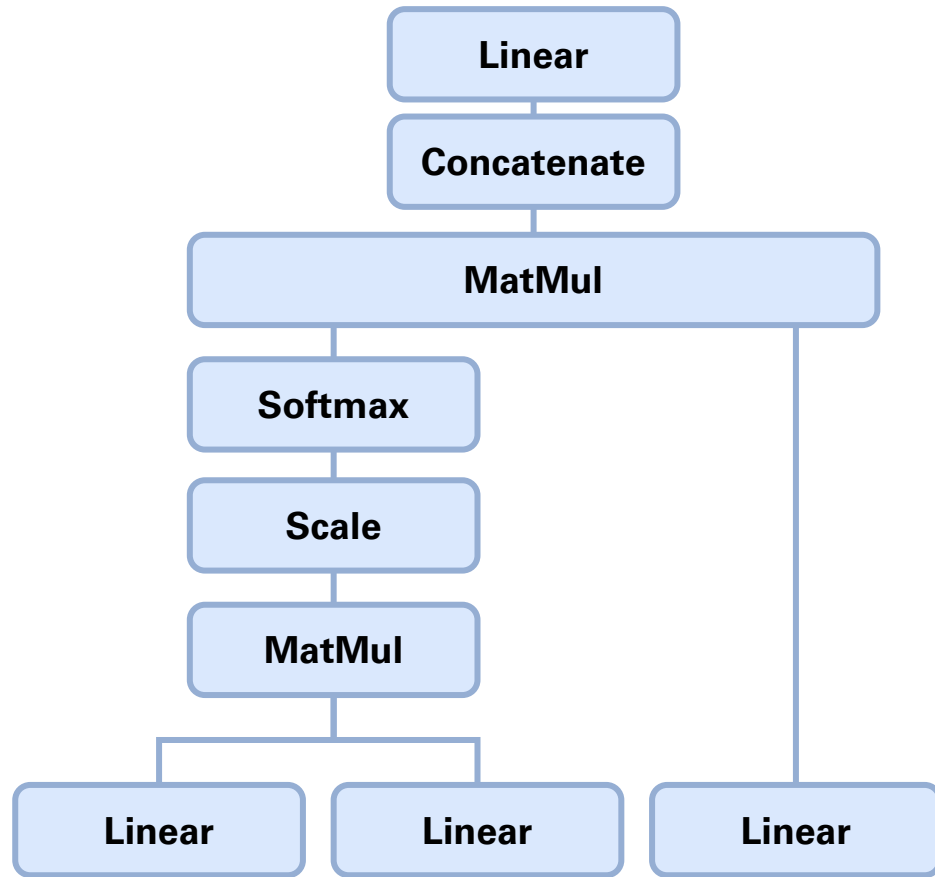 Linear
Concatenate
MatMul
Softmax
Scale
MatMul
Linear
Linear
Linear